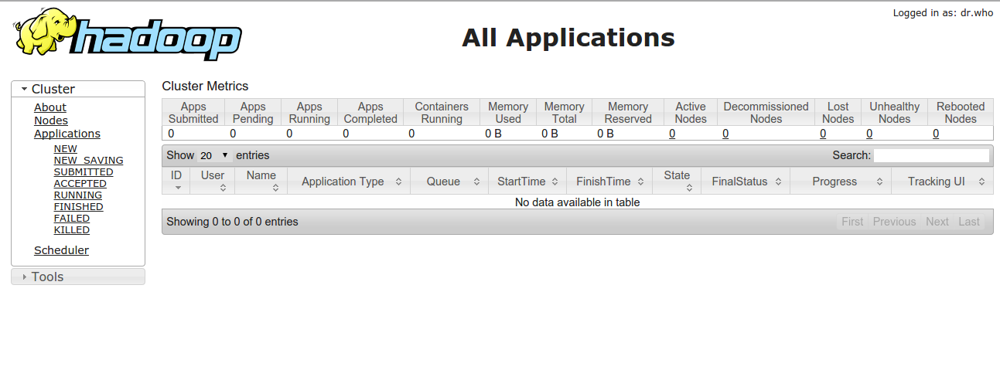 Logged in as: dr.who
hadoop
All Applications
Cluster
About
Nodes
Applications
NEW
NEW_SAVING
SUBMITTED
ACCEPTED
RUNNING
FINISHED
FAILED
KILLED
Scheduler
Tools
Cluster Metrics
Apps Submitted Apps Pending Apps Running Apps Completed Containers Running Memory Used Memory Total Memory Reserved Active Nodes Decommissioned Nodes Lost Nodes Unhealthy Nodes Rebooted Nodes
0 0 0 0 0 0 B 0 B 0 B 0 0 0 0 0
Show 20 entries Search:
ID User Name Application Type Queue StartTime FinishTime State FinalStatus Progress Tracking UI
No data available in table
Showing 0 to 0 of 0 entries First Previous Next Last